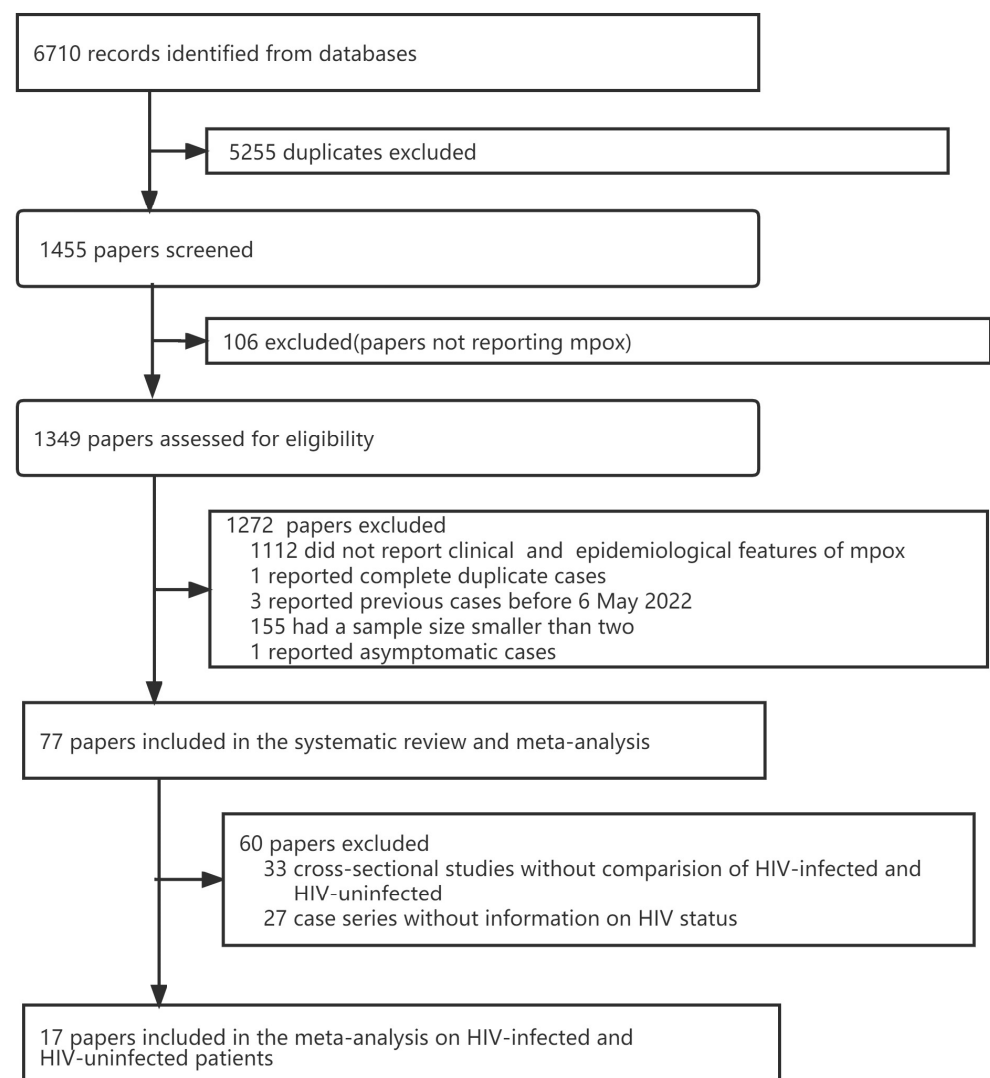 6710 records identified from databases
5255 duplicates excluded
1455 papers screened
106 excluded(papers not reporting mpox)
1349 papers assessed for eligibility
1272 papers excluded
1112 did not report clinical and epidemiological features of mpox
1 reported complete duplicate cases
3 reported previous cases before 6 May 2022
155 had a sample size smaller than two
1 reported asymptomatic cases
77 papers included in the systematic review and meta-analysis
60 papers excluded
33 cross-sectional studies without comparision of HIV-infected and
HIV-uninfected
27 case series without information on HIV status
17 papers included in the meta-analysis on HIV-infected and
HIV-uninfected patients